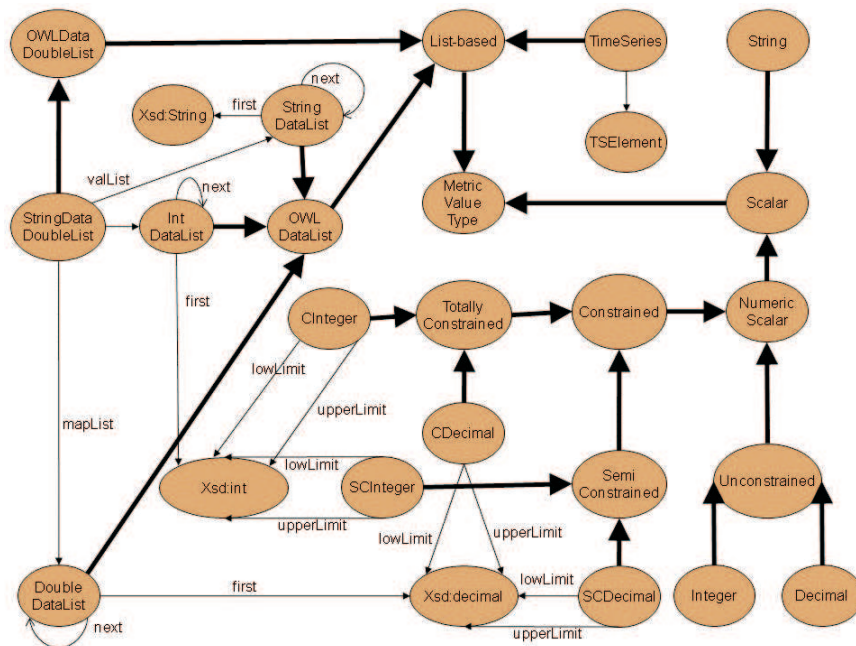 OWLData
DoubleList
List-based
TimeSeries
String
next
Xsd:String
first
String
DataList
TSElement
valList
next
Metric
Value
Type
Scalar
StringData
DoubleList
Int
DataList
OWL
DataList
first
CInteger
Totally
Constrained
Constrained
Numeric
Scalar
lowLimit
upperLimit
mapList
CDecimal
lowLimit
Xsd:int
SCInteger
Semi
Constrained
Unconstrained
upperLimit
lowLimit
upperLimit
Double
DataList
first
Xsd:decimal
lowLimit
SCDecimal
Integer
Decimal
next
upperLimit